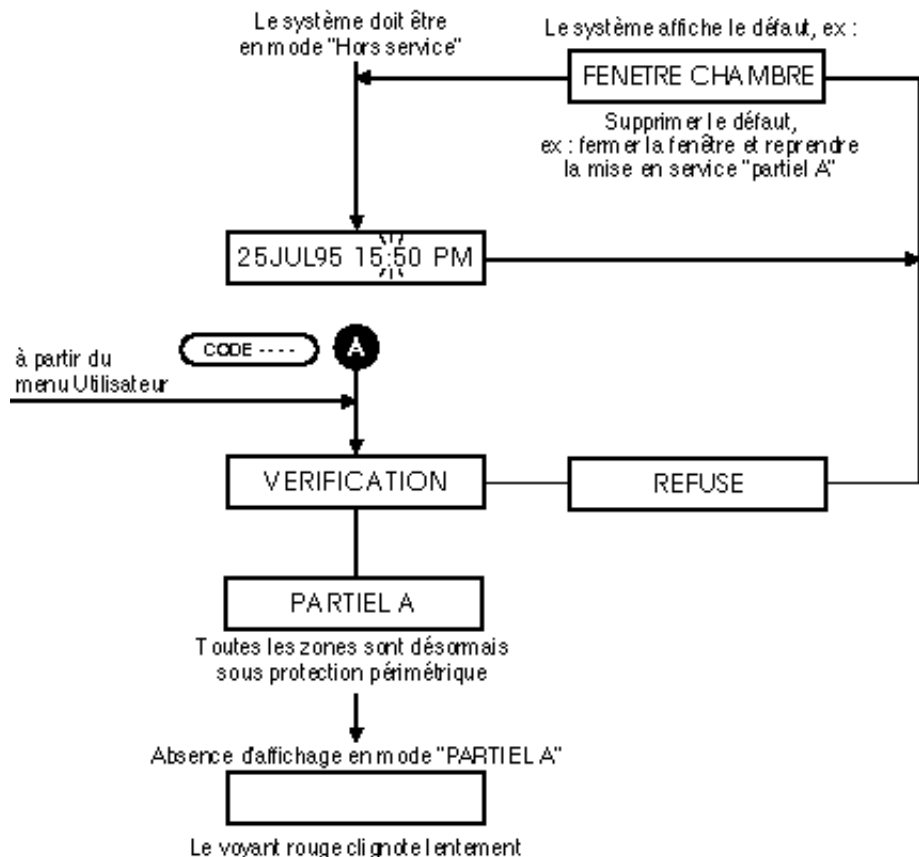 Le système doit être
en mode "Hors service"
Le système affiche le défaut, ex :
FENETRE CHAMBRE
Supprimer le défaut,
ex : fermer la fenêtre et reprendre
la mise en service "partiel A"
25JUL95 15:50 PM
CODE ----
A
à partir du
menu Utilisateur
VERIFICATION
REFUSE
PARTIEL A
Toutes les zones sont désormais
sous protection périmétrique
Absence d'affichage en mode "PARTIEL A"
Le voyant rouge clignote lentement